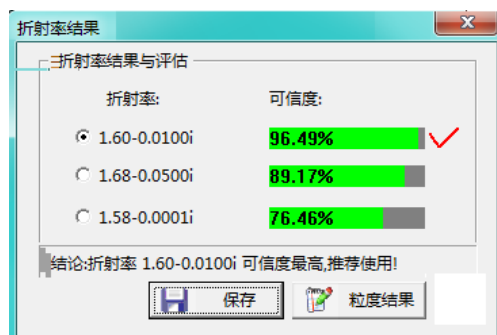 折射率结果
折射率结果与评估
折射率: 可信度:
1.60-0.0100i 96.49%
1.68-0.0500i 89.17%
1.58-0.0001i 76.46%
结论:折射率 1.60-0.0100i 可信度最高,推荐使用!
保存 粒度结果